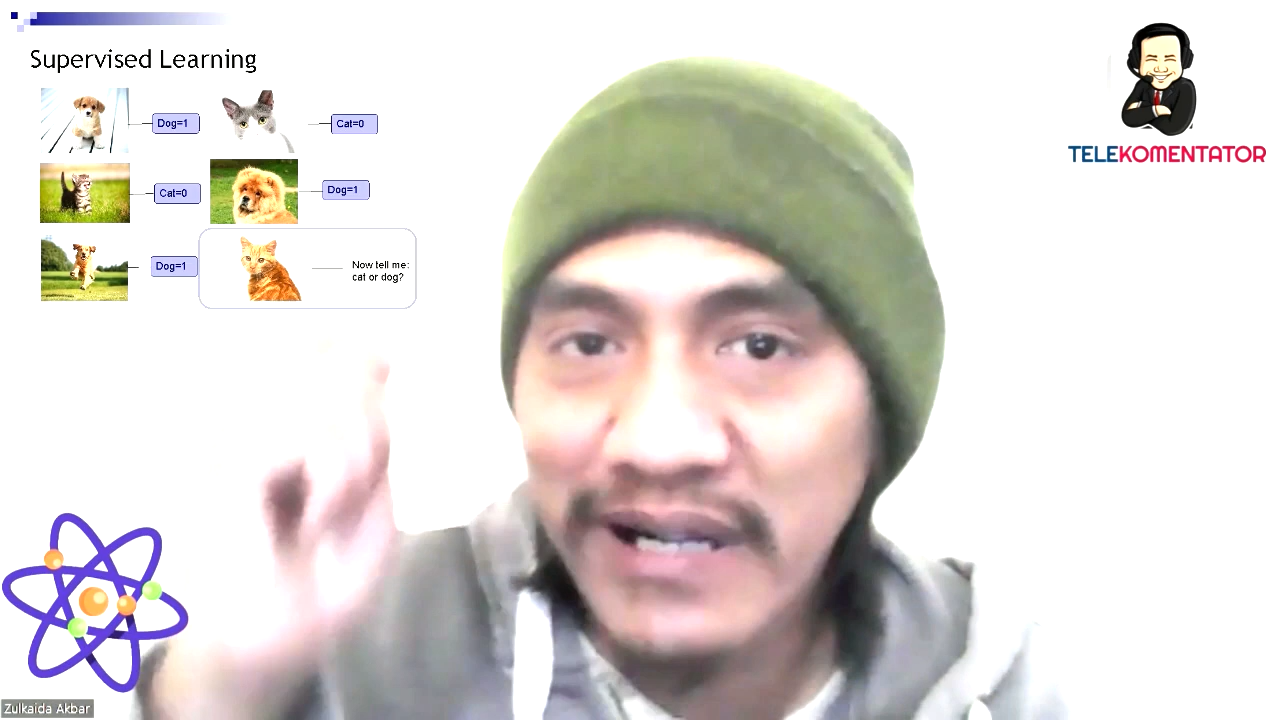 Supervised Learning
Dog=1
Cat=0
Cat=0
Dog=1
Dog=1
Now tell me:
cat or dog?
TELEKOMENTATOR
Zulkaida Akbar